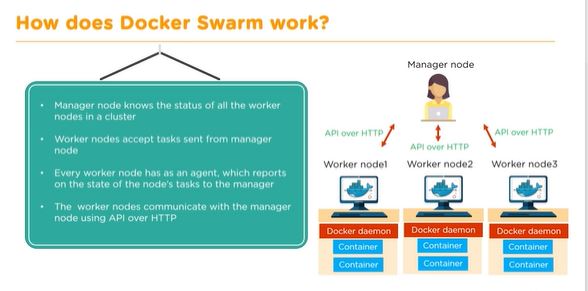 How does Docker Swarm work?
Manager node knows the status of all the worker
nodes in a cluster
Worker nodes accept tasks sent from manager
node
Every worker node has as an agent, which reports
on the state of the node's tasks to the manager
The worker nodes communicate with the manager
node using API over HTTP
Manager node
API over HTTP
API over HTTP
API over HTTP
Worker node1
Worker node2
Worker node3
Docker daemon
Docker daemon
Docker daemon
Container
Container
Container
Container
Container
Container